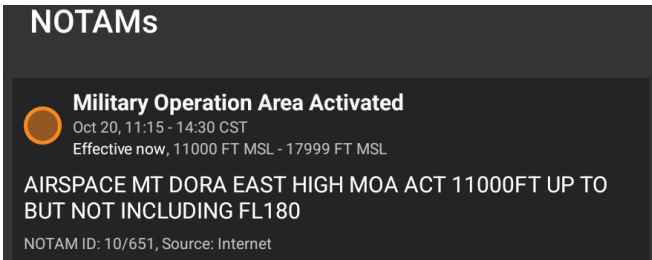 NOTAMs
Military Operation Area Activated
Oct 20, 11:15 - 14:30 CST
Effective now, 11000 FT MSL - 17999 FT MSL
AIRSPACE MT DORA EAST HIGH MOA ACT 11000FT UP TO
BUT NOT INCLUDING FL180
NOTAM ID: 10/651, Source: Internet